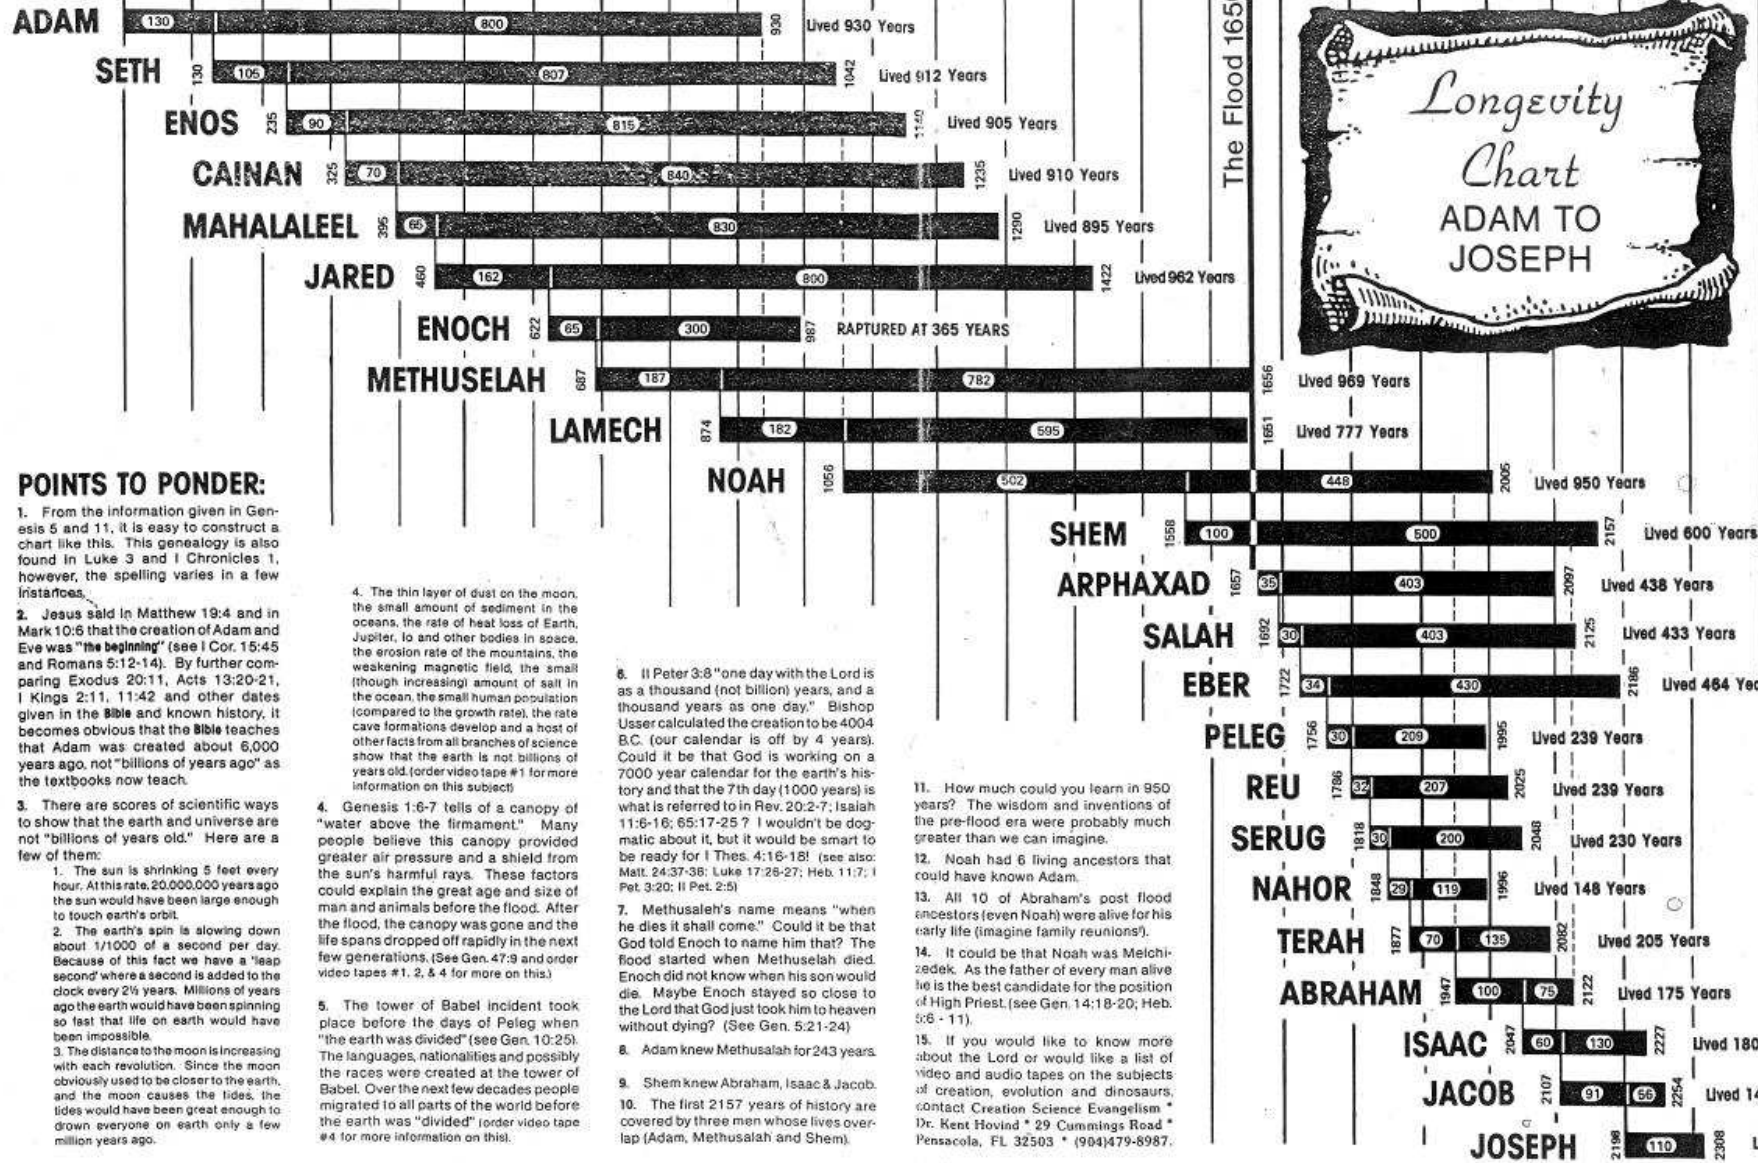 ADAM 130 800 930 Lived 930 Years
SETH 130 105 807 1042 Lived 912 Years
ENOS 235 90 815 1140 Lived 905 Years
CAINAN 325 70 840 1235 Lived 910 Years
MAHALALEEL 395 65 830 1290 Lived 895 Years
JARED 460 162 800 1422 Lived 962 Years
ENOCH 622 65 300 987 RAPTURED AT 365 YEARS
METHUSELAH 687 187 782 1656 Lived 969 Years
LAMECH 874 182 595 1651 Lived 777 Years
NOAH 1056 502 448 2005 Lived 950 Years
SHEM 1558 100 500 2157 Lived 600 Years
ARPHAXAD 1657 35 403 2097 Lived 438 Years
SALAH 1692 30 403 2125 Lived 433 Years
EBER 1722 34 430 2186 Lived 464
PELEG 1756 30 209 1995 Lived 239 Years
REU 1786 32 207 2025 Lived 239 Years
SERUG 1818 30 200 2048 Lived 230 Years
NAHOR 1848 29 119 1996 Lived 148 Years
TERAH 1877 70 135 2082 Lived 205 Years
ABRAHAM 1947 100 75 2122 Lived 175 Years
ISAAC 2047 60 130 2227 Lived 180
JACOB 2107 91 56 2254 Lived
JOSEPH 2198 110 2308
The Flood 1656
Longevity
Chart
ADAM TO
JOSEPH
POINTS TO PONDER:
1. From the information given in Gen-
esis 5 and 11, it is easy to construct a
chart like this. This genealogy is also
found in Luke 3 and I Chronicles 1,
however, the spelling varies in a few
instances.
2. Jesus said in Matthew 19:4 and in
Mark 10:6 that the creation of Adam and
Eve was "the beginning" (see I Cor. 15:45
and Romans 5:12-14). By further com-
paring Exodus 20:11, Acts 13:20-21,
I Kings 2:11, 11:42 and other dates
given in the Bible and known history, it
becomes obvious that the Bible teaches
that Adam was created about 6,000
years ago, not "billions of years ago" as
the textbooks now teach.
3. There are scores of scientific ways
to show that the earth and universe are
not "billions of years old." Here are a
few of them:
1. The sun is shrinking 5 feet every
hour. At this rate, 20,000,000 years ago
the sun would have been large enough
to touch earth's orbit.
2. The earth's spin is slowing down
about 1/1000 of a second per day.
Because of this fact we have a 'leap
second' where a second is added to the
clock every 2½ years. Millions of years
ago the earth would have been spinning
so fast that life on earth would have
been impossible.
3. The distance to the moon is increasing
with each revolution. Since the moon
obviously used to be closer to the earth,
and the moon causes the tides, the
tides would have been great enough to
drown everyone on earth only a few
million years ago.
4. The thin layer of dust on the moon,
the small amount of sediment in the
oceans, the rate of heat loss of Earth,
Jupiter, Io and other bodies in space,
the erosion rate of the mountains, the
weakening magnetic field, the small
(though increasing) amount of salt in
the ocean, the small human population
(compared to the growth rate), the rate
cave formations develop and a host of
other facts from all branches of science
show that the earth is not billions of
years old. (order video tape #1 for more
information on this subject)
4. Genesis 1:6-7 tells of a canopy of
"water above the firmament." Many
people believe this canopy provided
greater air pressure and a shield from
the sun's harmful rays. These factors
could explain the great age and size of
man and animals before the flood. After
the flood, the canopy was gone and the
life spans dropped off rapidly in the next
few generations. (See Gen. 47:9 and order
video tapes #1, 2, & 4 for more on this.)
5. The tower of Babel incident took
place before the days of Peleg when
"the earth was divided" (see Gen. 10:25).
The languages, nationalities and possibly
the races were created at the tower of
Babel. Over the next few decades people
migrated to all parts of the world before
the earth was "divided" (order video tape
#4 for more information on this).
6. II Peter 3:8 "one day with the Lord is
as a thousand (not billion) years, and a
thousand years as one day." Bishop
Usser calculated the creation to be 4004
B.C. (our calendar is off by 4 years).
Could it be that God is working on a
7000 year calendar for the earth's his-
tory and that the 7th day (1000 years) is
what is referred to in Rev. 20:2-7; Isaiah
11:6-16; 65:17-25? I wouldn't be dog-
matic about it, but it would be smart to
be ready for I Thes. 4:16-18! (see also:
Matt. 24:37-38; Luke 17:26-27; Heb. 11:7; I
Pet. 3:20; II Pet. 2:5)
7. Methusaleh's name means "when
he dies it shall come." Could it be that
God told Enoch to name him that? The
flood started when Methuselah died.
Enoch did not know when his son would
die. Maybe Enoch stayed so close to
the Lord that God just took him to heaven
without dying? (See Gen. 5:21-24)
8. Adam knew Methusalah for 243 years.
9. Shem knew Abraham, Isaac & Jacob.
10. The first 2157 years of history are
covered by three men whose lives over-
lap (Adam, Methusalah and Shem).
11. How much could you learn in 950
years? The wisdom and inventions of
the pre-flood era were probably much
greater than we can imagine.
12. Noah had 6 living ancestors that
could have known Adam.
13. All 10 of Abraham's post flood
ancestors (even Noah) were alive for his
early life (imagine family reunions!).
14. It could be that Noah was Melchi-
zedek. As the father of every man alive
he is the best candidate for the position
of High Priest. (see Gen. 14:18-20; Heb.
5:6 - 11).
15. If you would like to know more
about the Lord or would like a list of
video and audio tapes on the subjects
of creation, evolution and dinosaurs,
contact Creation Science Evangelism *
Dr. Kent Hovind * 29 Cummings Road *
Pensacola, FL 32503 * (904)479-8987.